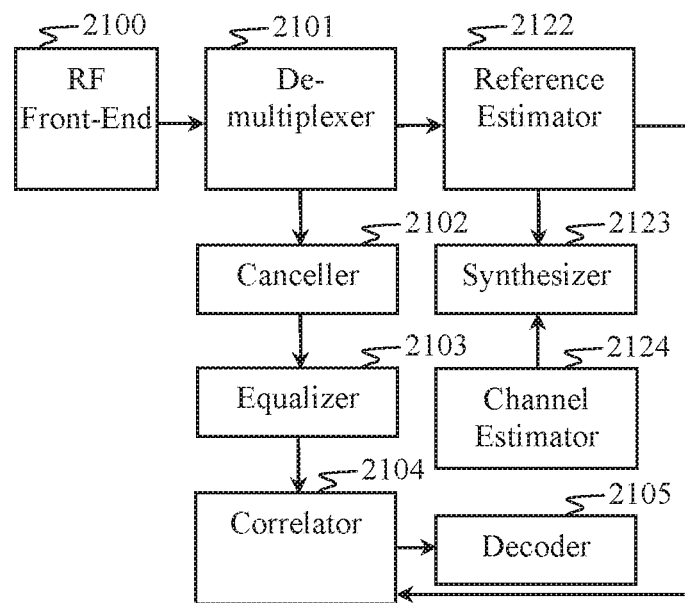 2100
2101
2122
RF
Front-End
De-
multiplexer
Reference
Estimator
2102
2123
Canceller
Synthesizer
2103
2124
Equalizer
Channel
Estimator
2104
2105
Correlator
Decoder